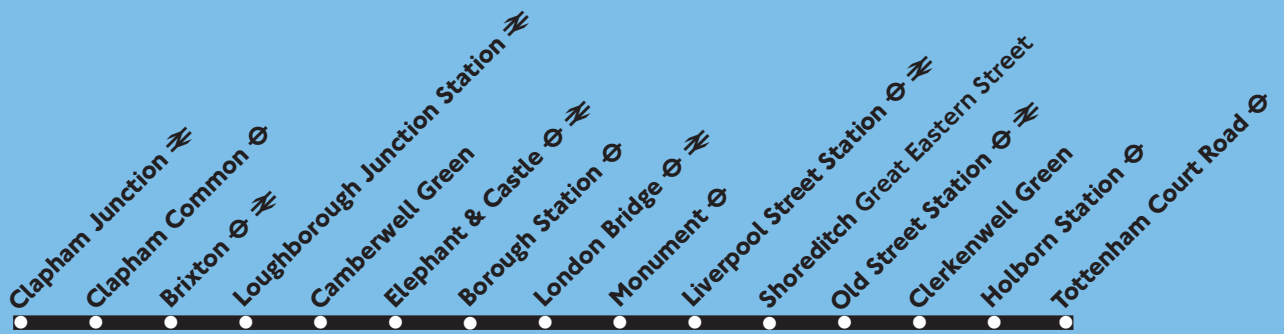 Clapham Junction
Clapham Common
Brixton
Loughborough Junction Station
Camberwell Green
Elephant & Castle
Borough Station
London Bridge
Monument
Liverpool Street Station
Shoreditch Great Eastern Street
Old Street Station
Clerkenwell Green
Holborn Station
Tottenham Court Road